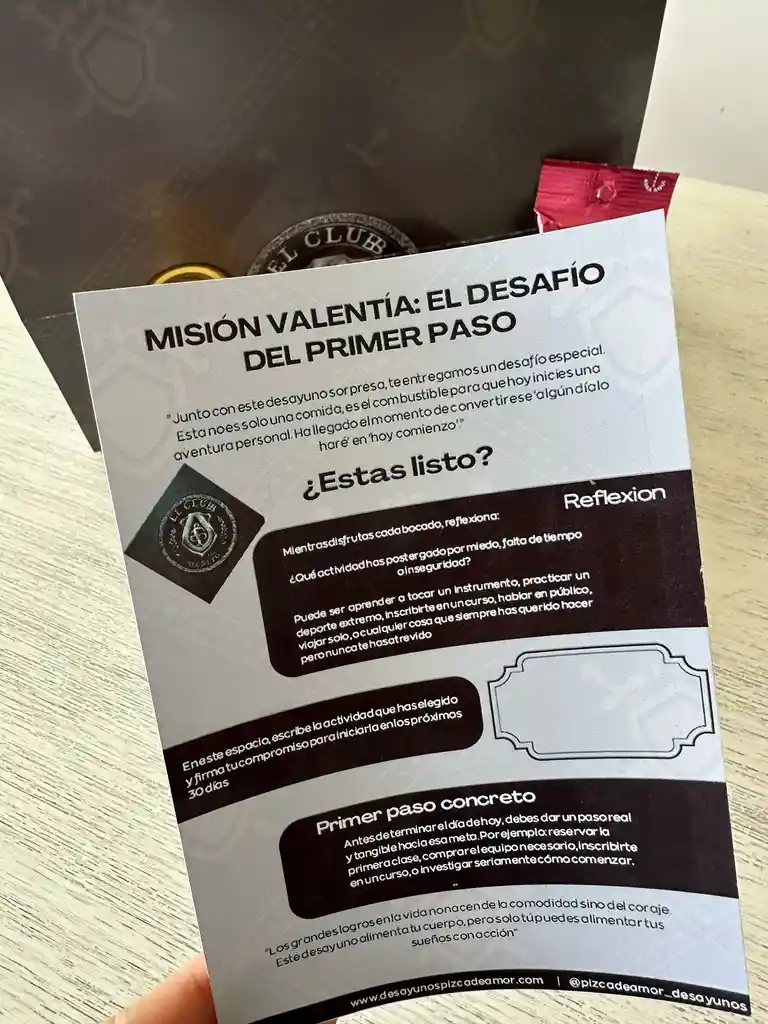 EL CLUB
MISIÓN VALENTÍA: EL DESAFÍO
DEL PRIMER PASO
"Junto con este desayuno sorpresa, te entregamos un desafío especial.
Esta no es solo una comida, es el combustible para que hoy inicies una
aventura personal. Ha llegado el momento de convertir ese 'algún día lo
haré' en 'hoy comienzo'."
¿Estas listo?
EL CLUB
SECRETO
Reflexion
Mientras disfrutas cada bocado, reflexiona:
¿Qué actividad has postergado por miedo, falta de tiempo
o inseguridad?
Puede ser aprender a tocar un instrumento, practicar un
deporte extremo, inscribirte en un curso, hablar en público,
viajar solo, o cualquier cosa que siempre has querido hacer
pero nunca te has atrevido
En este espacio, escribe la actividad que has elegido
y firma tu compromiso para iniciarla en los próximos
30 días
Primer paso concreto
Antes de terminar el día de hoy, debes dar un paso real
y tangible hacia esa meta. Por ejemplo: reservar la
primera clase, comprar el equipo necesario, inscribirte
en un curso, o investigar seriamente cómo comenzar.
"Los grandes logros en la vida no nacen de la comodidad sino del coraje.
Este desayuno alimenta tu cuerpo, pero solo tú puedes alimentar tus
sueños con acción"
www.desayunospizcadeamor.com | @pizcadeamor_desayunos